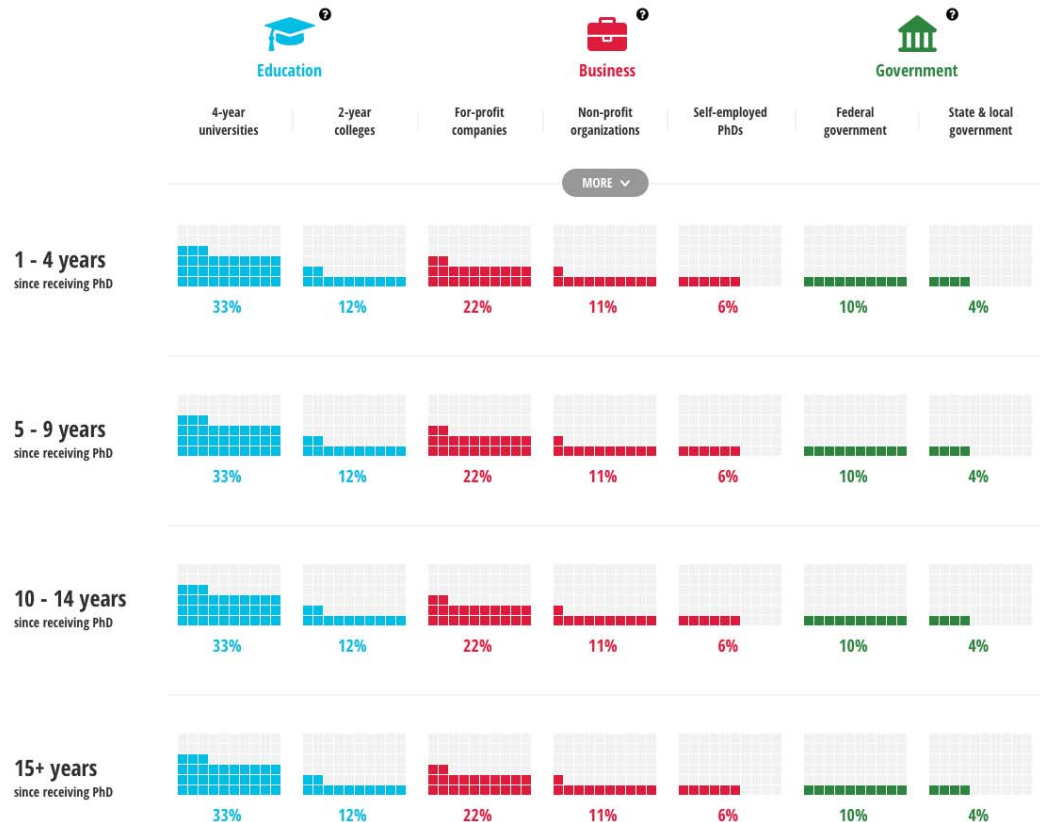 ? ? ?
Education Business Government
4-year universities
2-year colleges
For-profit companies
Non-profit organizations
Self-employed PhDs
Federal government
State & local government
MORE
1 - 4 years
since receiving PhD
33% 12% 22% 11% 6% 10% 4%
5 - 9 years
since receiving PhD
33% 12% 22% 11% 6% 10% 4%
10 - 14 years
since receiving PhD
33% 12% 22% 11% 6% 10% 4%
15+ years
since receiving PhD
33% 12% 22% 11% 6% 10% 4%